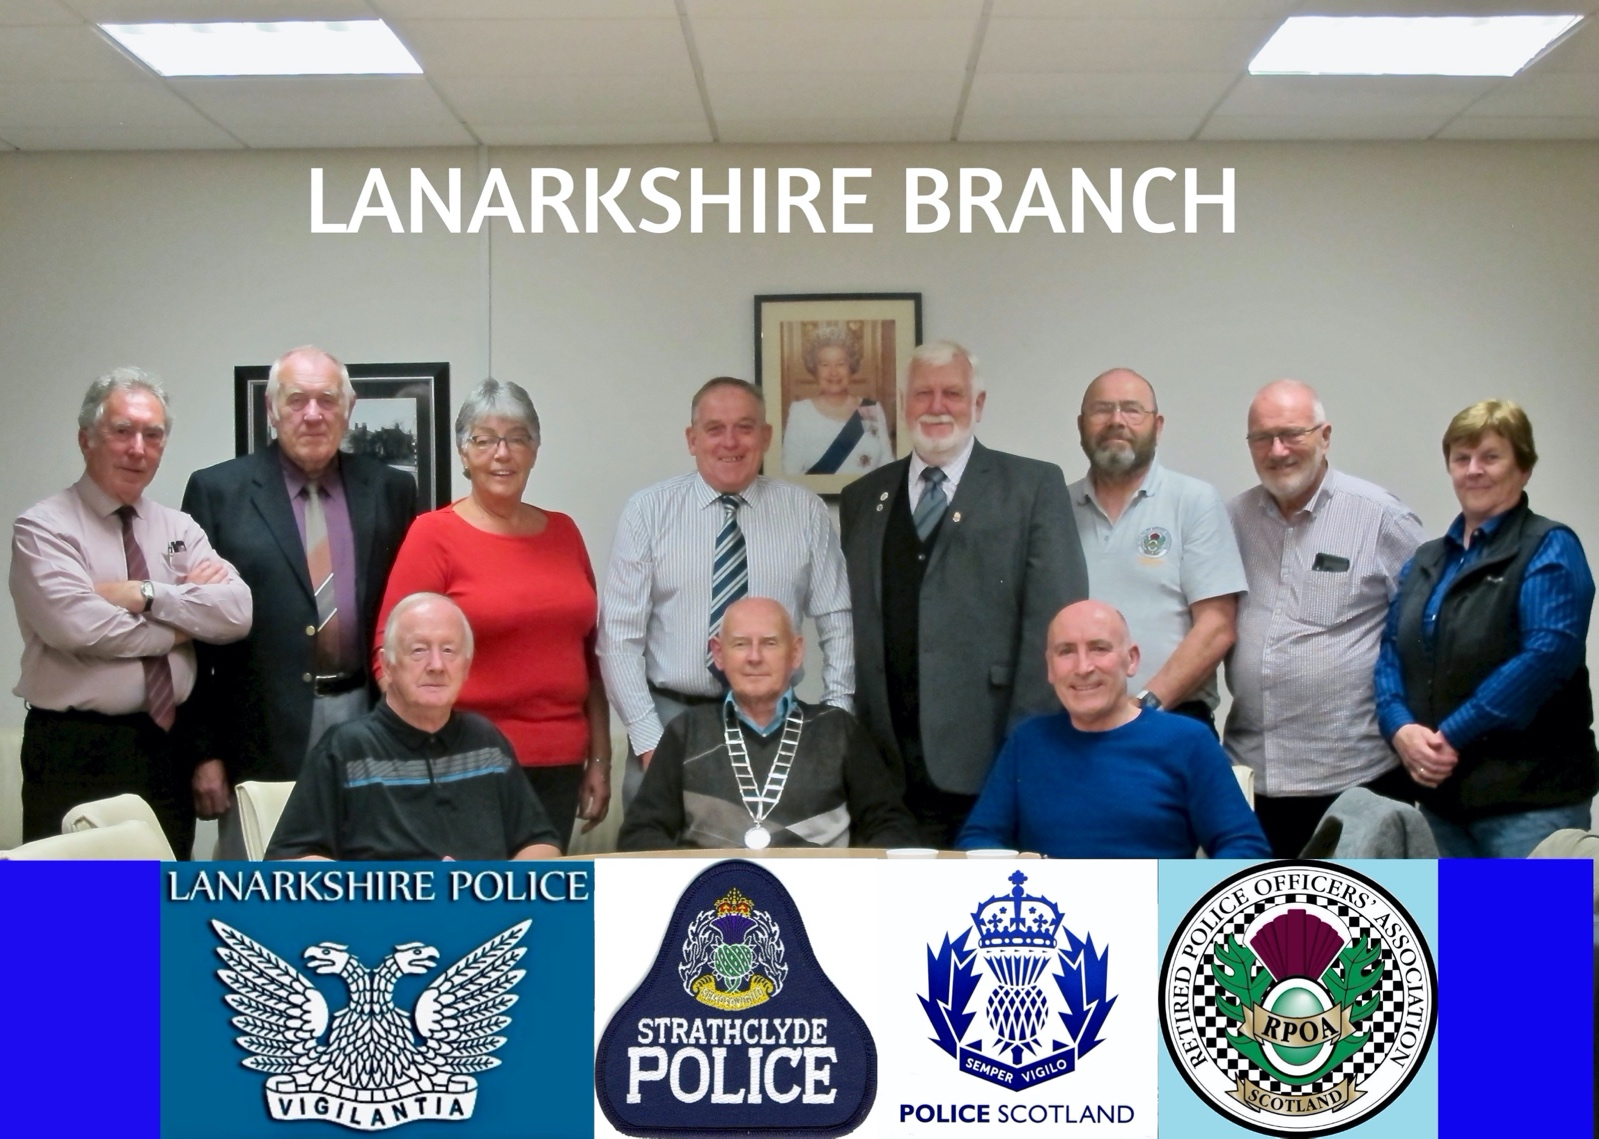 LANARKSHIRE BRANCH
LANARKSHIRE POLICE
VIGILANTIA
SEMPER VIGILO
STRATHCLYDE
POLICE
SEMPER VIGILO
POLICE SCOTLAND
RETIRED POLICE OFFICERS' ASSOCIATION
RPOA
SCOTLAND